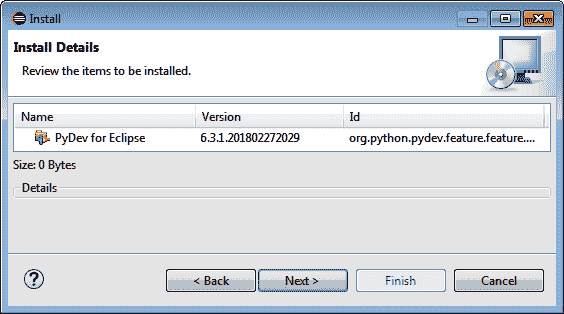 Install
Install Details
Review the items to be installed.
Name Version Id
PyDev for Eclipse 6.3.1.201802272029 org.python.pydev.feature.feature....
Size: 0 Bytes
Details
? < Back Next > Finish Cancel